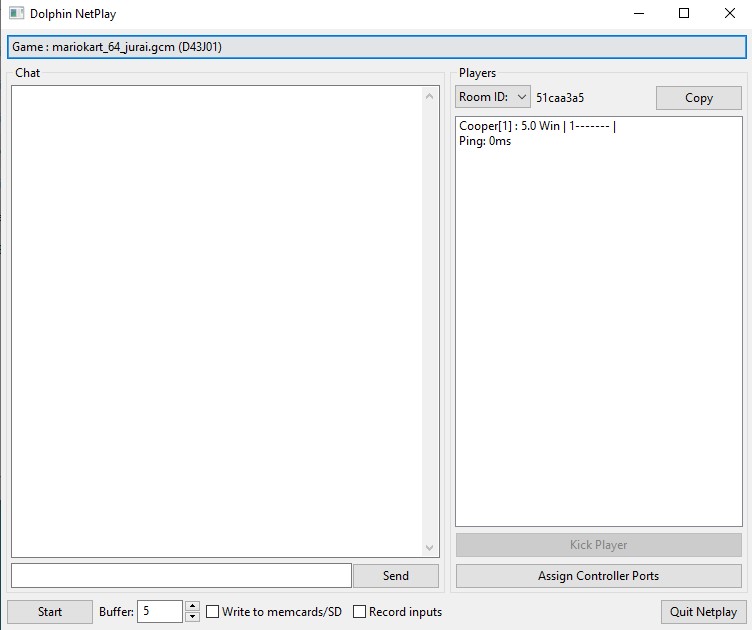 Dolphin NetPlay
Game : mariokart_64_jurai.gcm (D43J01)
Chat
Players
Room ID:
51caa3a5
Copy
Cooper[1] : 5.0 Win | 1------- |
Ping: 0ms
Kick Player
Send
Assign Controller Ports
Start
Buffer: 5
Write to memcards/SD
Record inputs
Quit Netplay